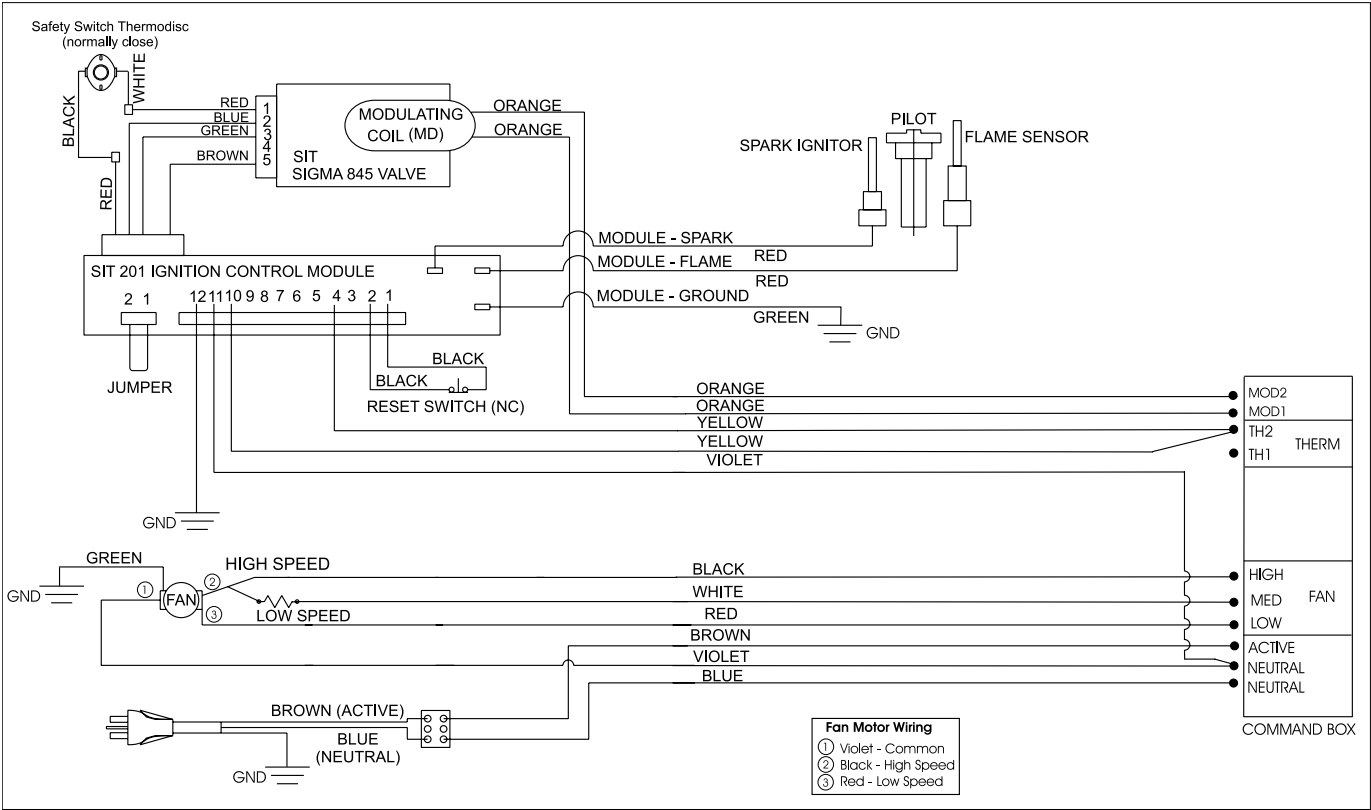 Safety Switch Thermodisc
(normally close)
BLACK
WHITE
RED
RED
BLUE
GREEN
BROWN
1
2
3
4
5
MODULATING
COIL (MD)
SIT
SIGMA 845 VALVE
ORANGE
ORANGE
SPARK IGNITOR
PILOT
FLAME SENSOR
MODULE - SPARK
RED
MODULE - FLAME
RED
MODULE - GROUND
GREEN
GND
SIT 201 IGNITION CONTROL MODULE
2 1
12 11 10 9 8 7 6 5 4 3 2 1
JUMPER
BLACK
BLACK
RESET SWITCH (NC)
ORANGE
ORANGE
YELLOW
YELLOW
VIOLET
MOD2
MOD1
TH2
TH1
THERM
GND
GREEN
GND
1
FAN
2
3
HIGH SPEED
LOW SPEED
BLACK
WHITE
RED
BROWN
VIOLET
BLUE
HIGH
MED
LOW
FAN
ACTIVE
NEUTRAL
NEUTRAL
COMMAND BOX
BROWN (ACTIVE)
BLUE
(NEUTRAL)
GND
Fan Motor Wiring
1 Violet - Common
2 Black - High Speed
3 Red - Low Speed